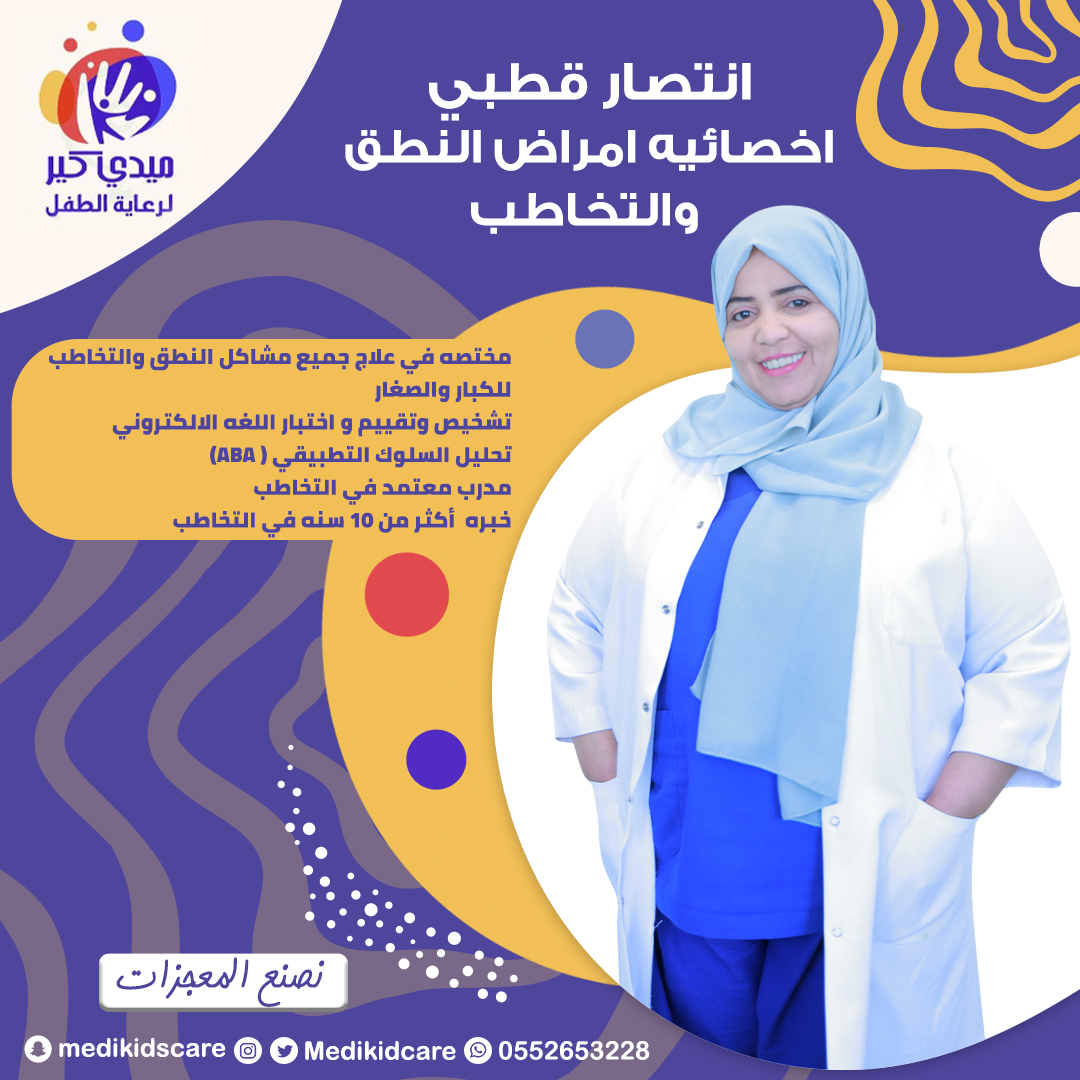 ميدي كير
لرعاية الطفل
انتصار قطبي
اخصائيه امراض النطق
والتخاطب
مختصه في علاج جميع مشاكل النطق والتخاطب
للكبار والصغار
تشخيص وتقييم و اختبار اللغه الالكتروني
تحليل السلوك التطبيقي ( ABA)
مدرب معتمد في التخاطب
خبره أكثر من 10 سنه في التخاطب
نصنع المعجزات
medikidscare Medikidcare 0552653228